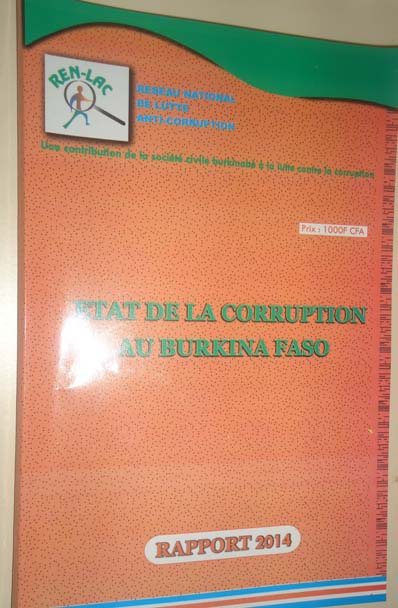 REN-LAC
RESEAU NATIONAL
DE LUTTE
ANTI-CORRUPTION
Une contribution de la société civile burkinabè à la lutte contre la corruption
Prix : 1000F CFA
ETAT DE LA CORRUPTION
AU BURKINA FASO
RAPPORT 2014